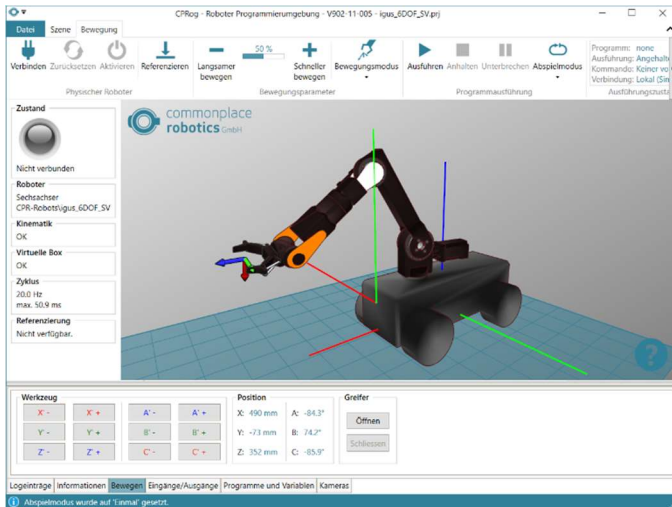 CPRog - Roboter Programmierumgebung - V902-11-005 - igus_6DOF_SV.prj
Datei Szene Bewegung
Verbinden Zurücksetzen Aktivieren Referenzieren Langsamer bewegen 50 % Schneller bewegen Bewegungsmodus Ausführen Anhalten Unterbrechen Abspielmodus
Programm: none
Ausführung: Angehalt
Kommando: Keiner vo
Verbindung: Lokal (Sin
Physischer Roboter Bewegungsparameter Programmausführung Ausführungszusta
commonplace
robotics GmbH
Zustand
Nicht verbunden
Roboter
Sechsachser
CPR-Robots\igus_6DOF_SV
Kinematik
OK
Virtuelle Box
OK
Zyklus
20.0 Hz
max. 50.9 ms
Referenzierung
Nicht verfügbar.
?
Werkzeug Position Greifer
X' - X' + A' - A' + X: 490 mm A: -84.3° Öffnen
Y' - Y' + B' - B' + Y: -73 mm B: 74.2°
Z' - Z' + C' - C' + Z: 352 mm C: -85.9° Schliessen
Logeinträge Informationen Bewegen Eingänge/Ausgänge Programme und Variablen Kameras
Abspielmodus wurde auf 'Einmal' gesetzt.